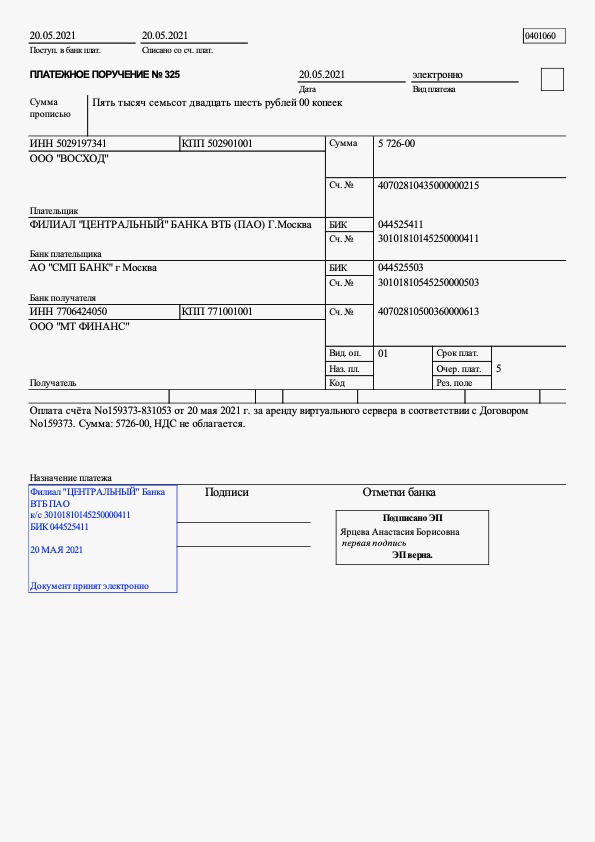 20.05.2021 20.05.2021 0401060
Поступ. в банк плат. Списано со сч. плат.
ПЛАТЕЖНОЕ ПОРУЧЕНИЕ № 325 20.05.2021 электронно
Дата Вид платежа
Сумма прописью Пять тысяч семьсот двадцать шесть рублей 00 копеек
ИНН 5029197341 КПП 502901001 Сумма 5 726-00
ООО "ВОСХОД"
Сч. № 40702810435000000215
Плательщик
ФИЛИАЛ "ЦЕНТРАЛЬНЫЙ" БАНКА ВТБ (ПАО) Г.Москва БИК 044525411
Сч. № 30101810145250000411
Банк плательщика
АО "СМП БАНК" г Москва БИК 044525503
Сч. № 30101810545250000503
Банк получателя
ИНН 7706424050 КПП 771001001 Сч. № 40702810500360000613
ООО "МТ ФИНАНС"
Вид. оп. 01 Срок плат.
Наз. пл. Очер. плат. 5
Получатель Код Рез. поле
Оплата счёта No159373-831053 от 20 мая 2021 г. за аренду виртуального сервера в соответствии с Договором
No159373. Сумма: 5726-00, НДС не облагается.
Назначение платежа
Филиал "ЦЕНТРАЛЬНЫЙ" Банка
ВТБ ПАО
к/с 30101810145250000411
БИК 044525411
20 МАЯ 2021
Документ принят электронно
Подписи Отметки банка
Подписано ЭП
Ярцева Анастасия Борисовна
первая подпись
ЭП верна.